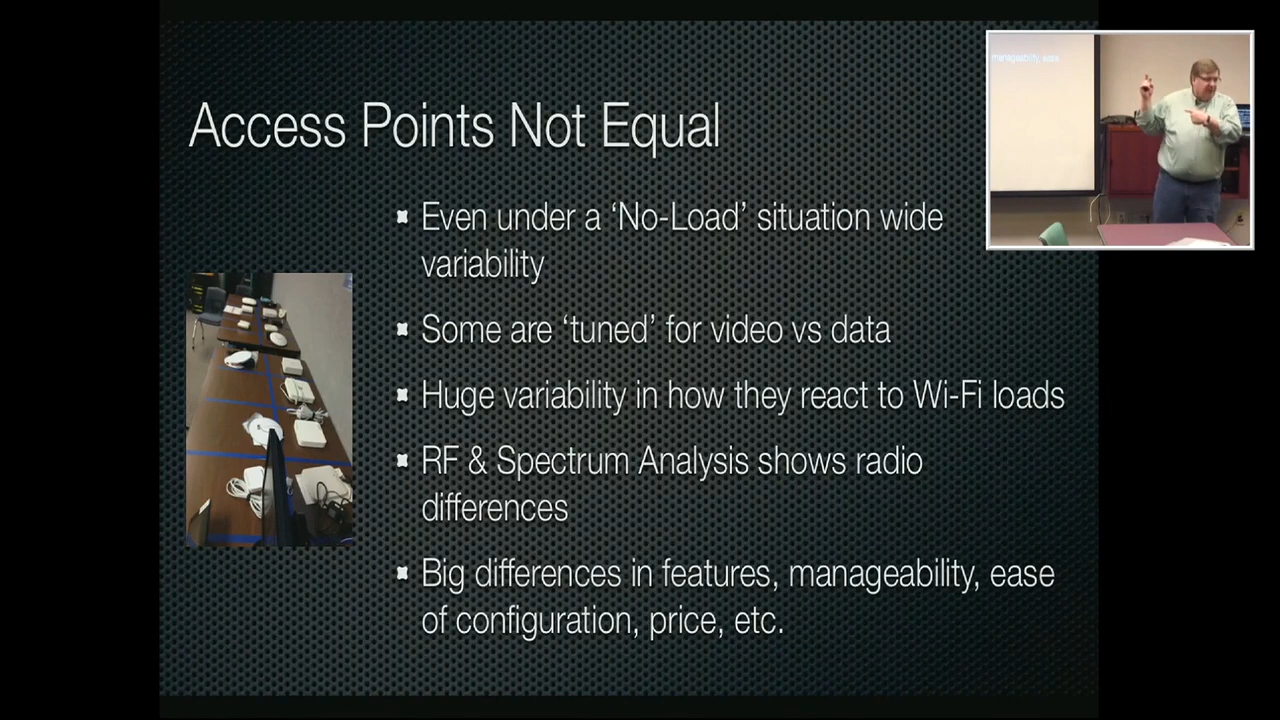 Access Points Not Equal
Even under a ‘No-Load’ situation wide
variability
Some are ‘tuned’ for video vs data
Huge variability in how they react to Wi-Fi loads
RF & Spectrum Analysis shows radio
differences
Big differences in features, manageability, ease
of configuration, price, etc.
manageability, ease